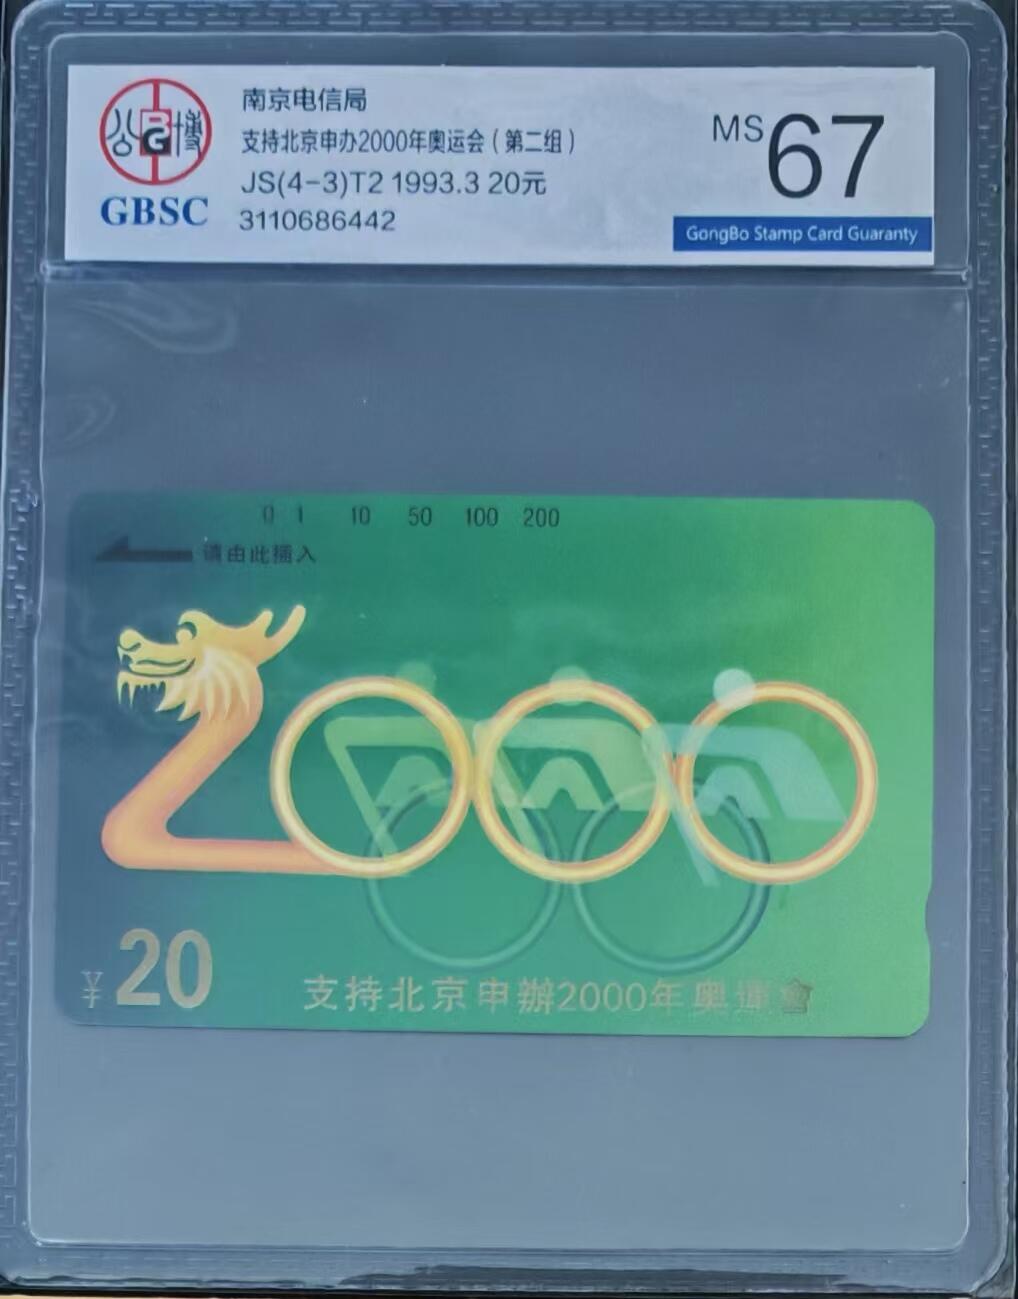 公博
BG
GBSC
南京电信局
支持北京申办2000年奥运会（第二组）
JS(4-3)T2 1993.3 20元
3110686442
MS 67
GongBo Stamp Card Guaranty
0 1 10 50 100 200
请由此插入
2000
¥20
支持北京申辦2000年奧運會